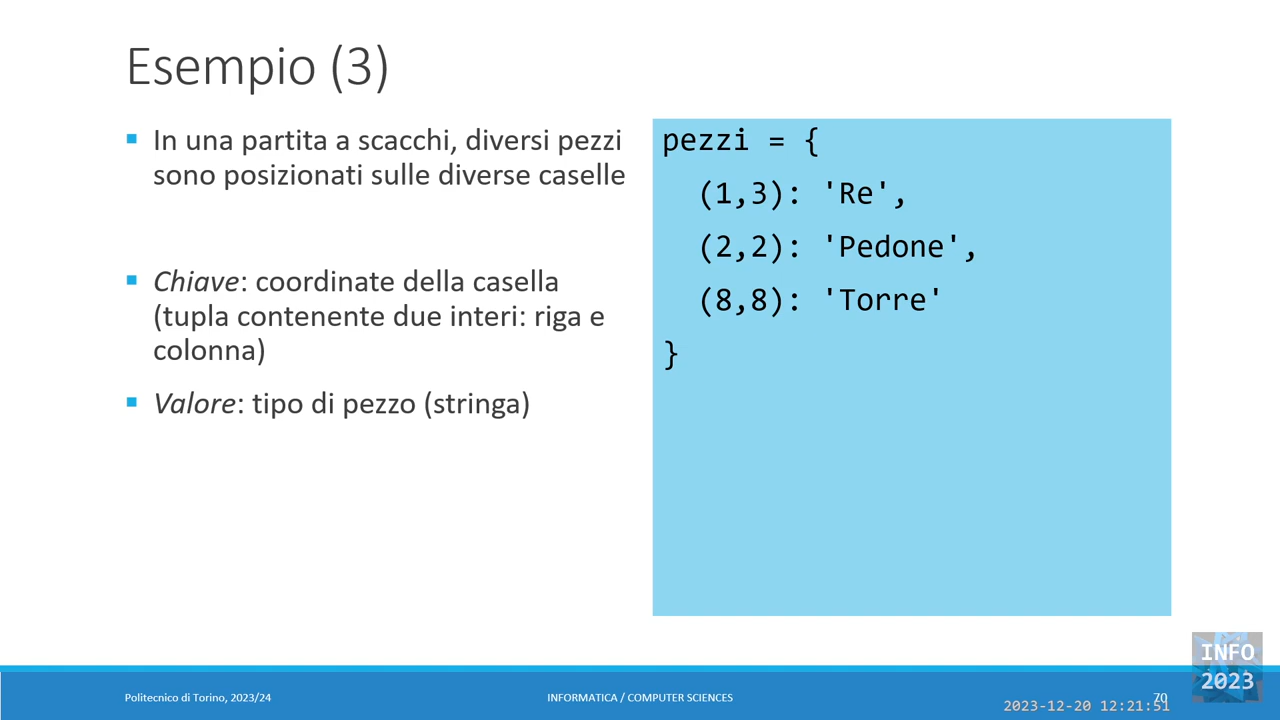 Esempio (3)
In una partita a scacchi, diversi pezzi
sono posizionati sulle diverse caselle
Chiave: coordinate della casella
(tupla contenente due interi: riga e
colonna)
Valore: tipo di pezzo (stringa)
pezzi = {
(1,3): 'Re',
(2,2): 'Pedone',
(8,8): 'Torre'
}
Politecnico di Torino, 2023/24
INFORMATICA / COMPUTER SCIENCES
70
2023-12-20 12:21:51
INFO
2023